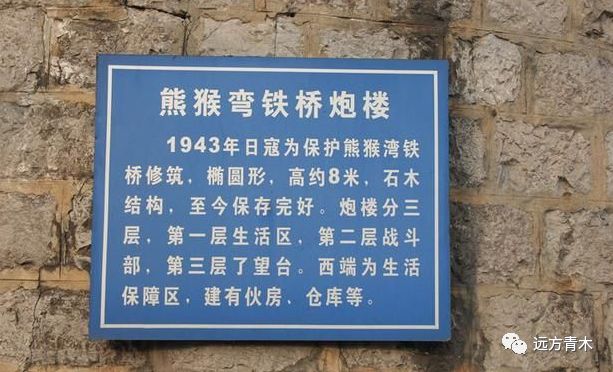 熊猴弯铁桥炮楼
1943年日寇为保护熊猴湾铁
桥修筑，椭圆形，高约8米，石木
结构，至今保存完好。炮楼分三
层，第一层生活区，第二层战斗
部，第三层了望台。西端为生活
保障区，建有伙房、仓库等。
远方青木